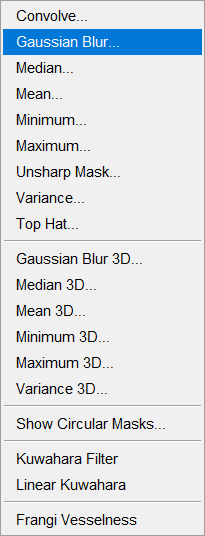 Convolve...
Gaussian Blur...
Median...
Mean...
Minimum...
Maximum...
Unsharp Mask...
Variance...
Top Hat...
Gaussian Blur 3D...
Median 3D...
Mean 3D...
Minimum 3D...
Maximum 3D...
Variance 3D...
Show Circular Masks...
Kuwahara Filter
Linear Kuwahara
Frangi Vesselness